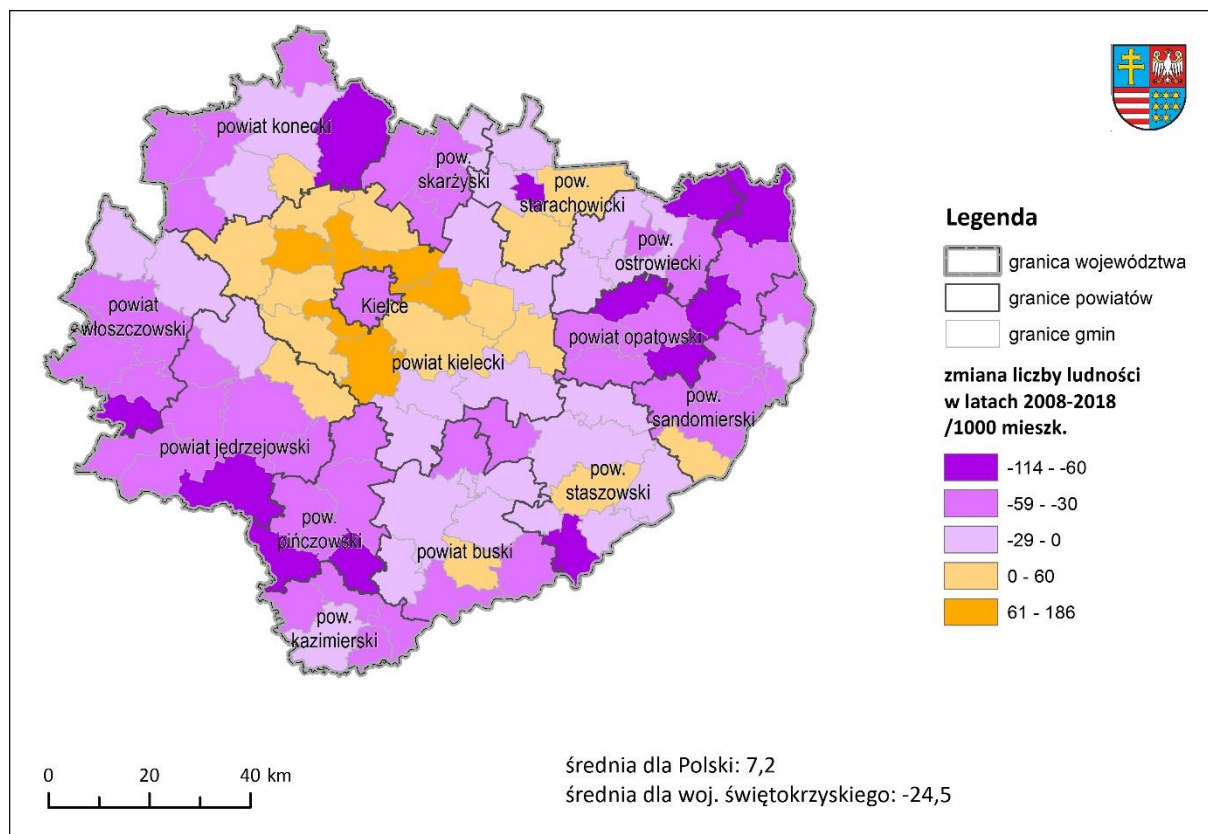 powiat konecki
pow.
skarżyski
pow.
starachowicki
pow.
ostrowiecki
Kielce
powiat
włoszczowski
powiat opatowski
powiat kielecki
pow.
sandomierski
powiat jędrzejowski
pow.
staszowski
pow.
pińczowski
powiat buski
pow.
kazimierski
Legenda
granica województwa
granice powiatów
granice gmin
zmiana liczby ludności
w latach 2008-2018
/1000 mieszk.
-114 - -60
-59 - -30
-29 - 0
0 - 60
61 - 186
0 20 40 km
średnia dla Polski: 7,2
średnia dla woj. świętokrzyskiego: -24,5